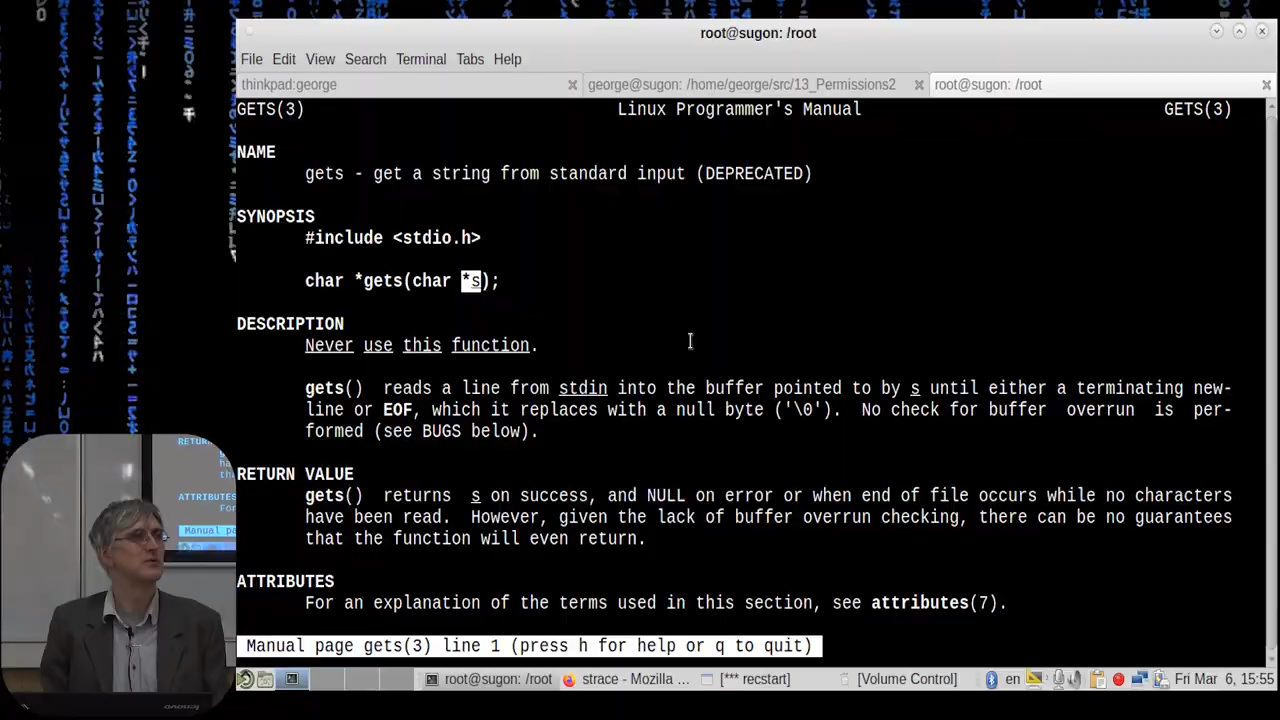 root@sugon: /root
File Edit View Search Terminal Tabs Help
thinkpad:george
george@sugon: /home/george/src/13_Permissions2
root@sugon: /root
GETS(3) Linux Programmer's Manual GETS(3)
NAME
gets - get a string from standard input (DEPRECATED)
SYNOPSIS
#include <stdio.h>
char *gets(char *s);
DESCRIPTION
Never use this function.
gets() reads a line from stdin into the buffer pointed to by s until either a terminating new-
line or EOF, which it replaces with a null byte ('\0'). No check for buffer overrun is per-
formed (see BUGS below).
RETURN VALUE
gets() returns s on success, and NULL on error or when end of file occurs while no characters
have been read. However, given the lack of buffer overrun checking, there can be no guarantees
that the function will even return.
ATTRIBUTES
For an explanation of the terms used in this section, see attributes(7).
Manual page gets(3) line 1 (press h for help or q to quit)
RETUR
ATTRIBUTES
For
Manual pa
root@sugon: /root
strace - Mozilla ...
[*** recstart]
[Volume Control]
en
Fri Mar 6, 15:55